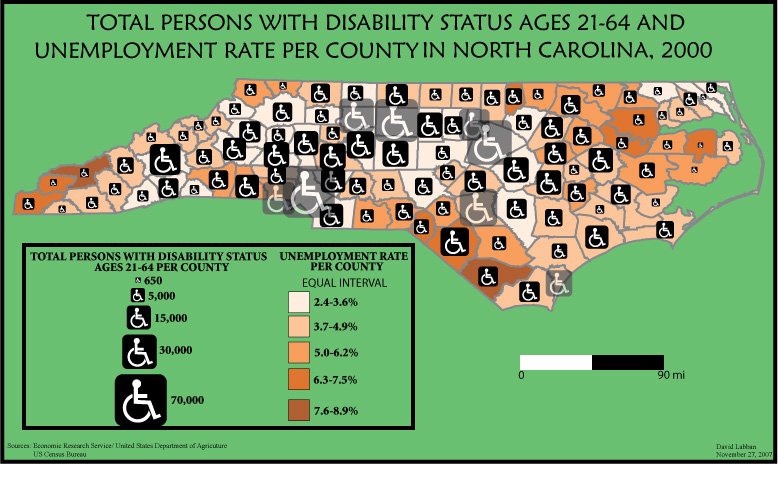 TOTAL PERSONS WITH DISABILITY STATUS AGES 21-64 AND
UNEMPLOYMENT RATE PER COUNTY IN NORTH CAROLINA, 2000
TOTAL PERSONS WITH DISABILITY STATUS
AGES 21-64 PER COUNTY
650
5,000
15,000
30,000
70,000
UNEMPLOYMENT RATE
PER COUNTY
EQUAL INTERVAL
2.4-3.6%
3.7-4.9%
5.0-6.2%
6.3-7.5%
7.6-8.9%
0 90 mi
Sources: Economic Research Service/ United States Department of Agriculture
US Census Bureau
David Labban
November 27, 2007